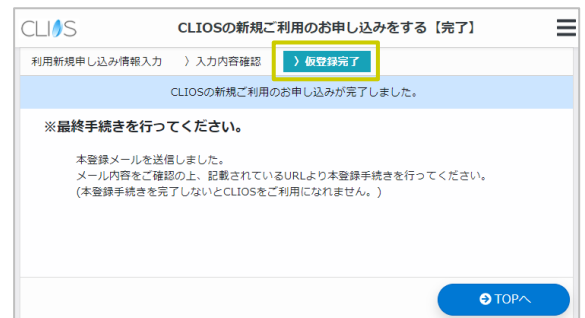 CLIOS
CLIOSの新規ご利用のお申し込みをする【完了】
利用新規申し込み情報入力 〉入力内容確認 〉仮登録完了
CLIOSの新規ご利用のお申し込みが完了しました。
※最終手続きを行ってください。
本登録メールを送信しました。
メール内容をご確認の上、記載されているURLより本登録手続きを行ってください。
(本登録手続きを完了しないとCLIOSをご利用になれません。)
TOPへ